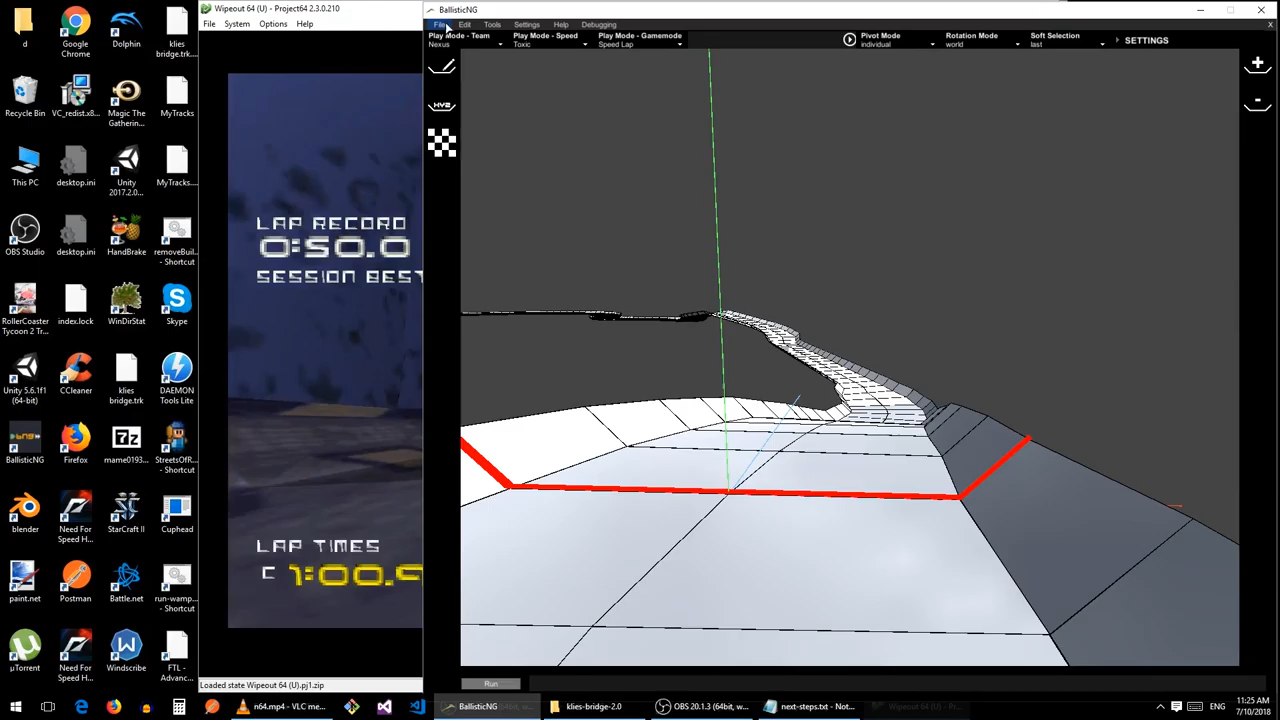 Wipeout 64 (U) - Project64 2.3.0.210
File System Options Help
LAP RECORD
0:50.0
SESSION BEST
LAP TIMES
C 1:00.9
Loaded state Wipeout 64 (U).pj1.zip
BallisticNG
File Edit Tools Settings Help Debugging
Play Mode - Team
Nexus
Play Mode - Speed
Toxic
Play Mode - Gamemode
Speed Lap
Pivot Mode
individual
Rotation Mode
world
Soft Selection
last
SETTINGS
X
XYZ
Run
d
Google Chrome
Dolphin
klies bridge.trk....
Recycle Bin
VC_redist.x8...
Magic The Gatherin...
MyTracks
This PC
desktop.ini
Unity 2017.2.0...
MyTracks....
OBS Studio
desktop.ini
HandBrake
removeBui... - Shortcut
RollerCoaster Tycoon 2 Tr...
index.lock
WinDirStat
Skype
Unity 5.6.1f1 (64-bit)
CCleaner
klies bridge.trk
DAEMON Tools Lite
BallisticNG
Firefox
mame0193...
StreetsOfR...
blender
Need For Speed H...
StarCraft II
Cuphead
paint.net
Postman
Battle.net
run-wamp... - Shortcut
µTorrent
Need For Speed H...
Windscribe
FTL - Advanc...
n64.mp4 - VLC me...
BallisticNG
klies-bridge-2.0
OBS 20.1.3 (64bit, w...
next-steps.txt - Not...
Wipeout 64 (U) - Pr...
ENG
11:25 AM
7/10/2018